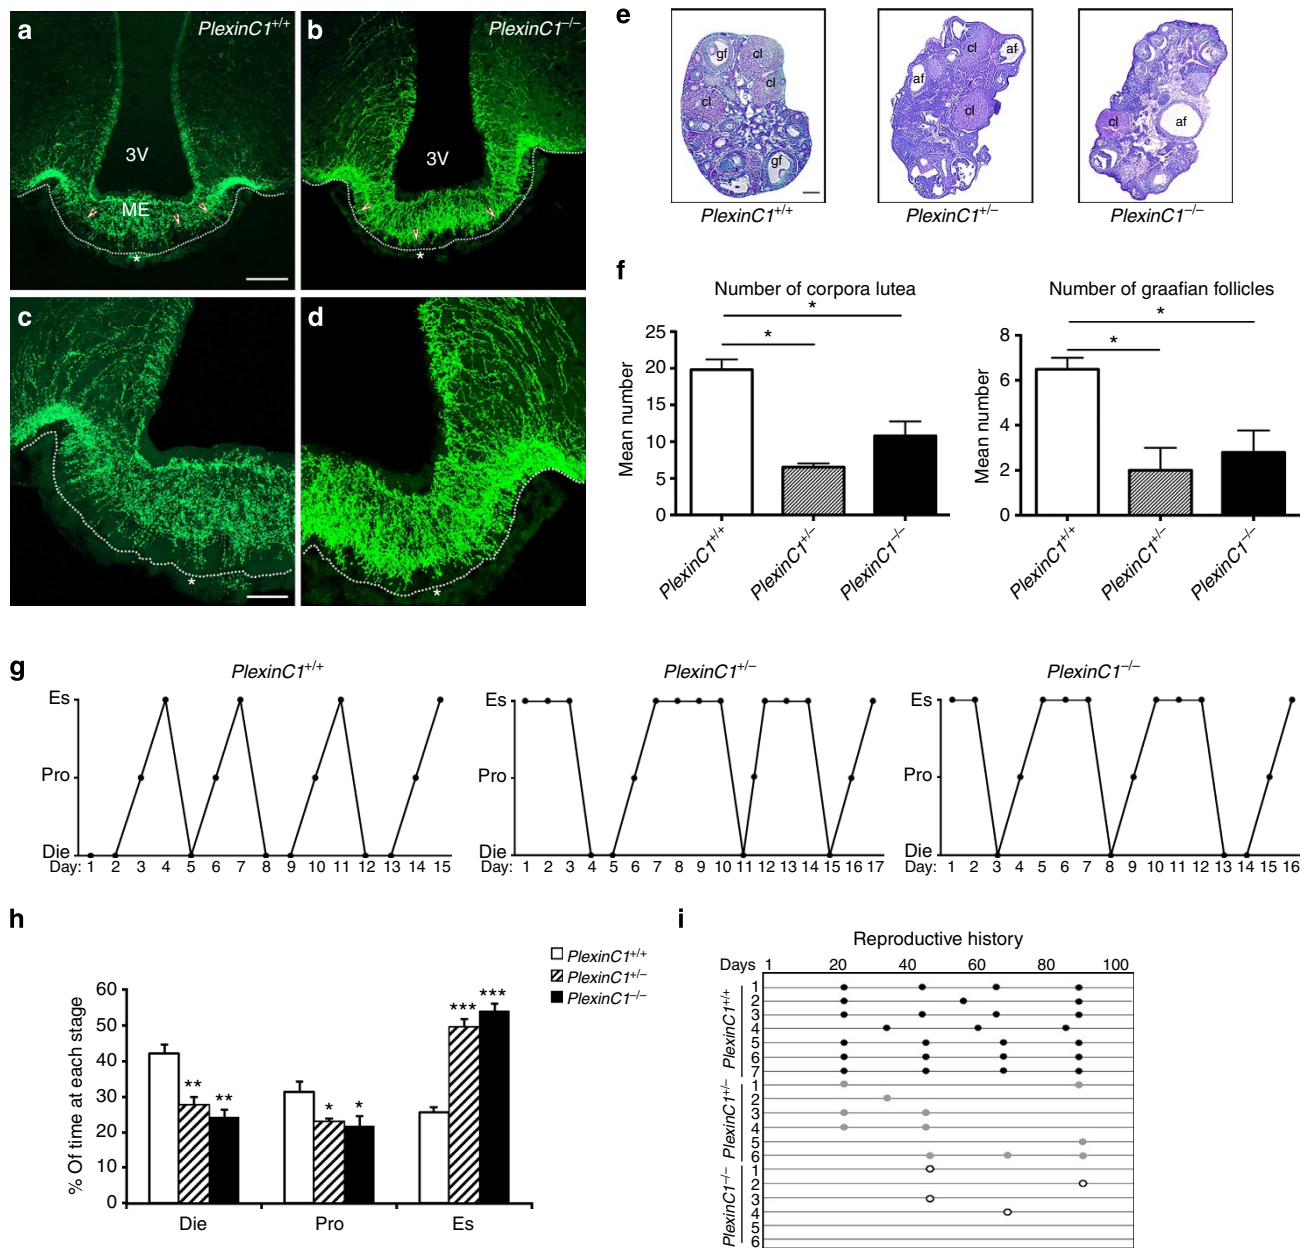 a
PlexinC1+/+
b
PlexinC1−/−
3V
ME
*
3V
*
c
*
d
*
e
gf
cl
cl
cl
gf
PlexinC1+/+
cl
af
af
cl
PlexinC1+/−
cl
af
PlexinC1−/−
f
Number of corpora lutea
*
*
Mean number
25
20
15
10
5
0
PlexinC1+/+
PlexinC1+/−
PlexinC1−/−
Number of graafian follicles
*
*
Mean number
8
6
4
2
0
PlexinC1+/+
PlexinC1+/−
PlexinC1−/−
g
PlexinC1+/+
Es
Pro
Die
Day: 1 2 3 4 5 6 7 8 9 10 11 12 13 14 15
PlexinC1+/−
Es
Pro
Die
Day: 1 2 3 4 5 6 7 8 9 10 11 12 13 14 15 16 17
PlexinC1−/−
Es
Pro
Die
Day: 1 2 3 4 5 6 7 8 9 10 11 12 13 14 15 16
h
PlexinC1+/+
PlexinC1+/−
PlexinC1−/−
% Of time at each stage
60
50
40
30
20
10
0
** **
* *
*** ***
Die Pro Es
i
Reproductive history
Days 1 20 40 60 80 100
PlexinC1+/+
1
2
3
4
5
6
7
PlexinC1+/−
1
2
3
4
5
6
PlexinC1−/−
1
2
3
4
5
6